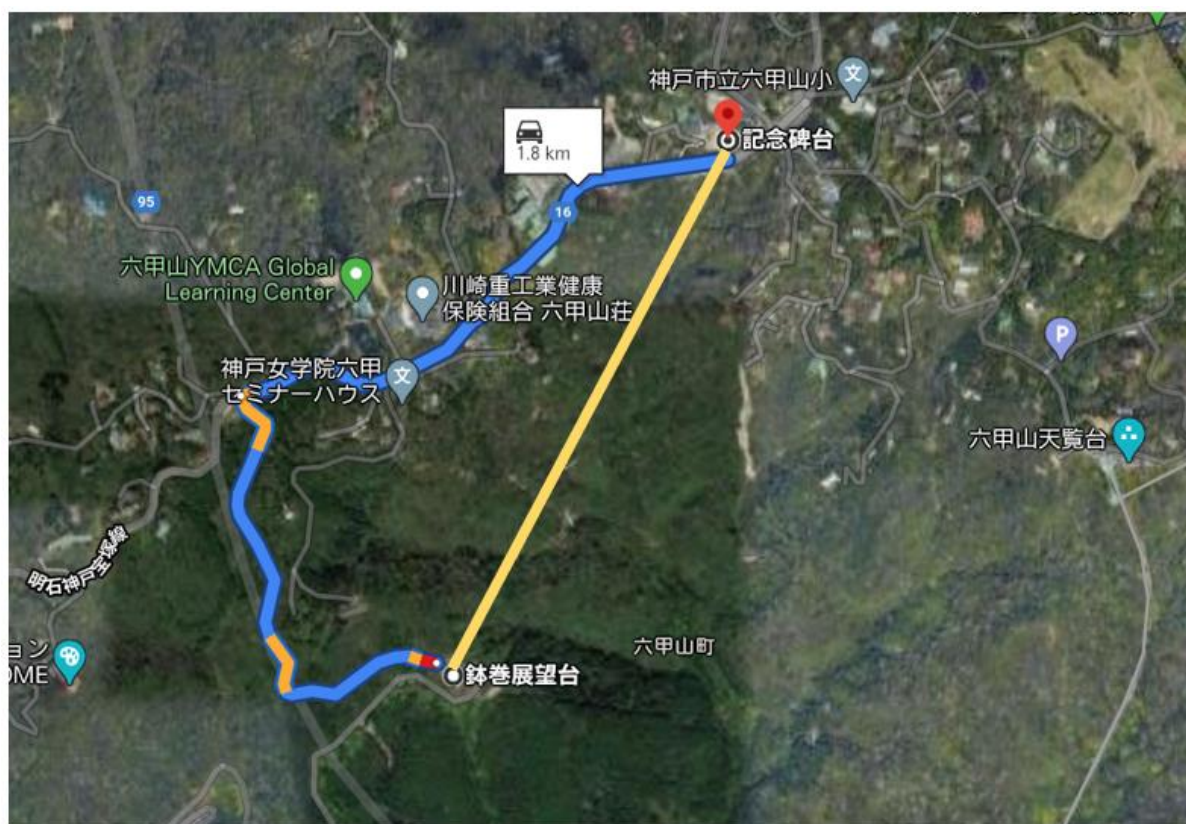 神戸市立六甲山小
記念碑台
1.8 km
95
16
六甲山YMCA Global
Learning Center
川崎重工業健康
保険組合 六甲山荘
神戸女学院六甲
セミナーハウス
P
六甲山天覧台
明石神戸宝塚線
ョン
OME
六甲山町
鉢巻展望台
文
文